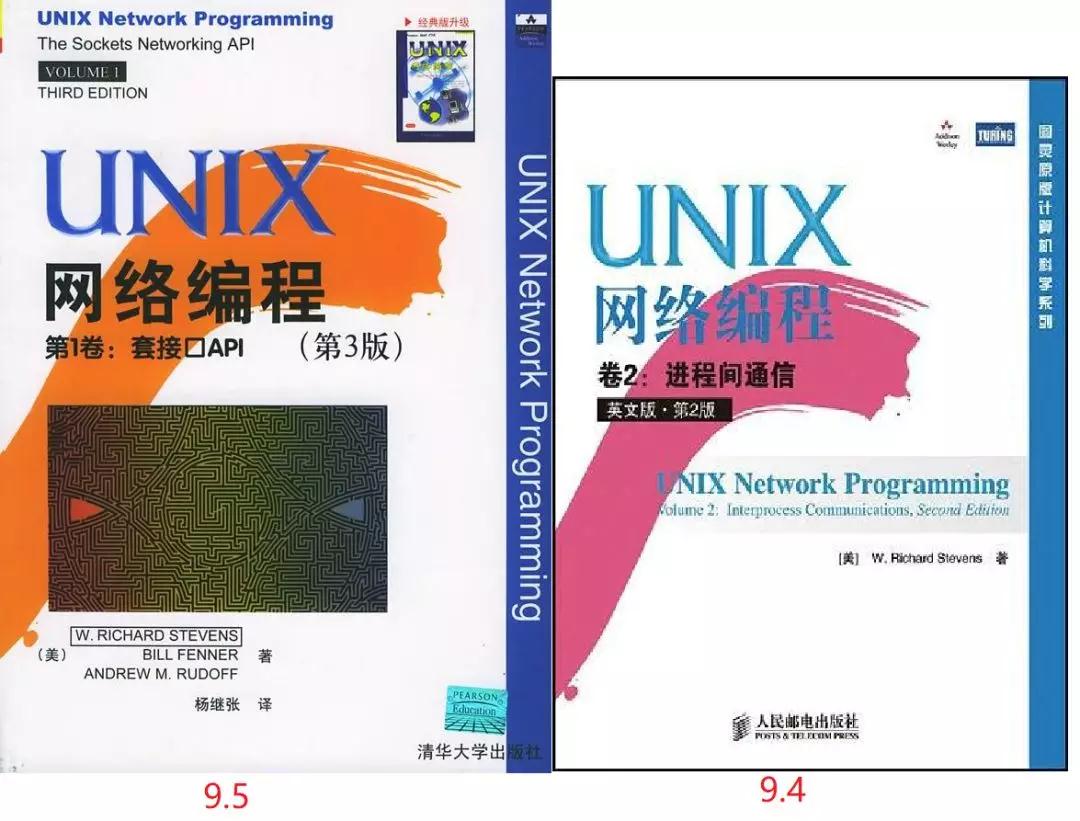 UNIX Network Programming
The Sockets Networking API
VOLUME 1
THIRD EDITION
经典版升级
UNIX
UNIX
网络编程
第1卷：套接口API
（第3版）
W. RICHARD STEVENS
（美） BILL FENNER 著
ANDREW M. RUDOFF
杨继张 译
PEARSON
Education
清华大学出版社
UNIX Network Programming
9.5
Addison
Wesley
TURING
图灵原版计算机科学系列
UNIX
网络编程
卷2：进程间通信
英文版·第2版
UNIX Network Programming
Volume 2: Interprocess Communications, Second Edition
[美] W. Richard Stevens 著
人民邮电出版社
POSTS & TELECOM PRESS
9.4